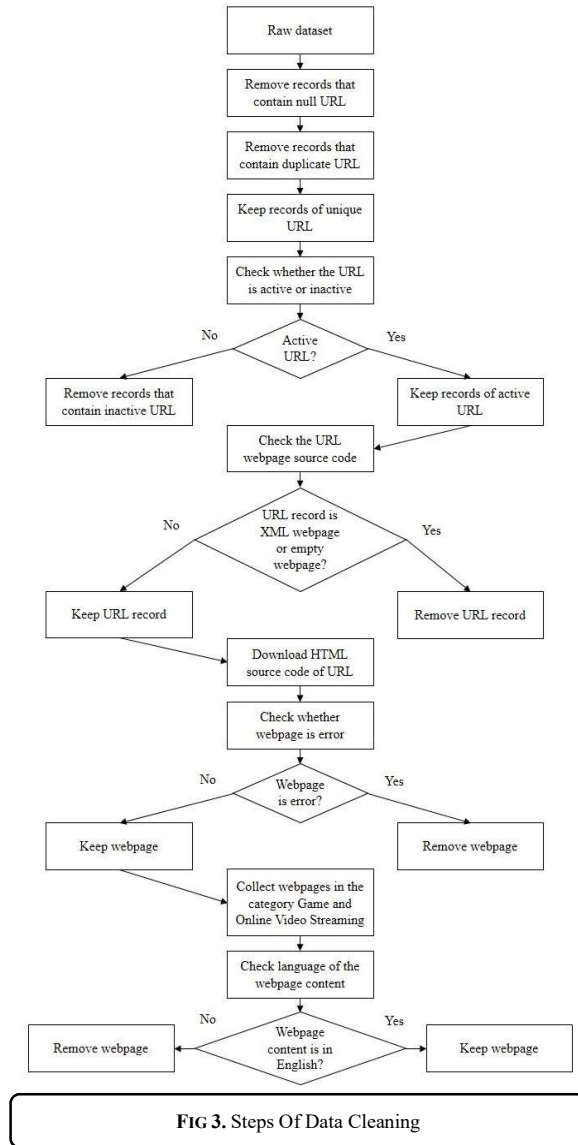 Raw dataset
Remove records that
contain null URL
Remove records that
contain duplicate URL
Keep records of unique
URL
Check whether the URL
is active or inactive
No
Active
URL?
Yes
Remove records that
contain inactive URL
Keep records of active
URL
Check the URL
webpage source code
No
URL record is
XML webpage
or empty
webpage?
Yes
Keep URL record
Remove URL record
Download HTML
source code of URL
Check whether
webpage is error
No
Webpage
is error?
Yes
Keep webpage
Remove webpage
Collect webpages in the
category Game and
Online Video Streaming
Check language of the
webpage content
No
Webpage
content is in
English?
Yes
Remove webpage
Keep webpage
FIG 3. Steps Of Data Cleaning